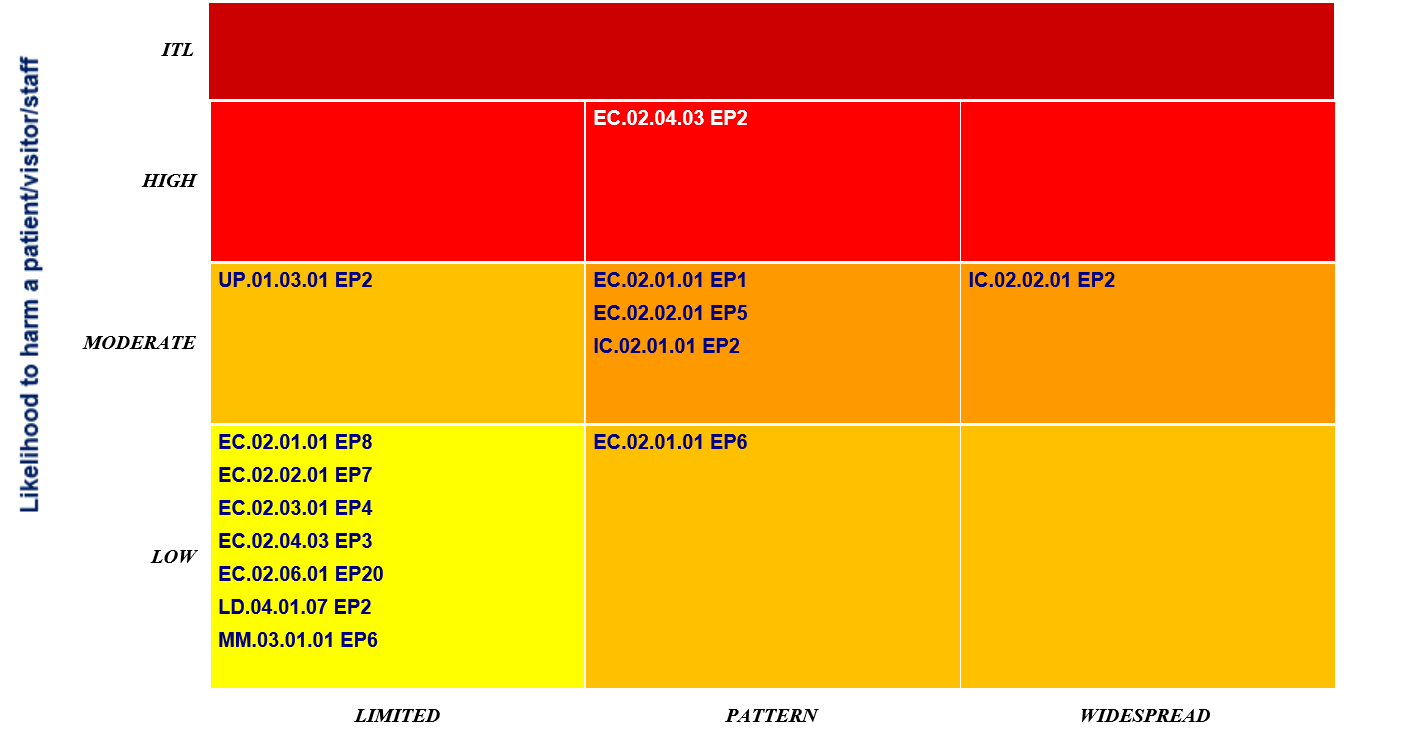 Likelihood to harm a patient/visitor/staff
ITL
HIGH
EC.02.04.03 EP2
MODERATE
UP.01.03.01 EP2
EC.02.01.01 EP1
EC.02.02.01 EP5
IC.02.01.01 EP2
IC.02.02.01 EP2
LOW
EC.02.01.01 EP8
EC.02.02.01 EP7
EC.02.03.01 EP4
EC.02.04.03 EP3
EC.02.06.01 EP20
LD.04.01.07 EP2
MM.03.01.01 EP6
EC.02.01.01 EP6
LIMITED
PATTERN
WIDESPREAD